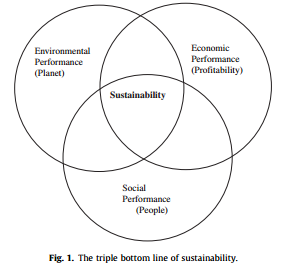 Environmental
Performance
(Planet)
Economic
Performance
(Profitability)
Sustainability
Social
Performance
(People)
Fig. 1. The triple bottom line of sustainability.